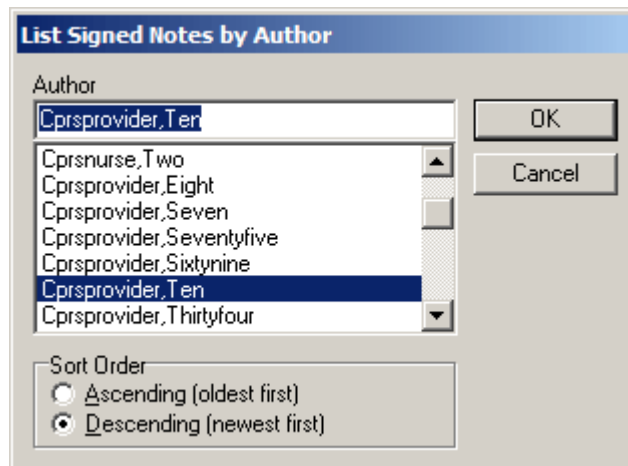 List Signed Notes by Author
Author
Cprsprovider,Ten
OK
Cprsnurse,Two
Cprsprovider,Eight
Cancel
Cprsprovider,Seven
Cprsprovider,Seventyfive
Cprsprovider,Sixtynine
Cprsprovider,Ten
Cprsprovider,Thirtyfour
Sort Order
Ascending (oldest first)
Descending (newest first)